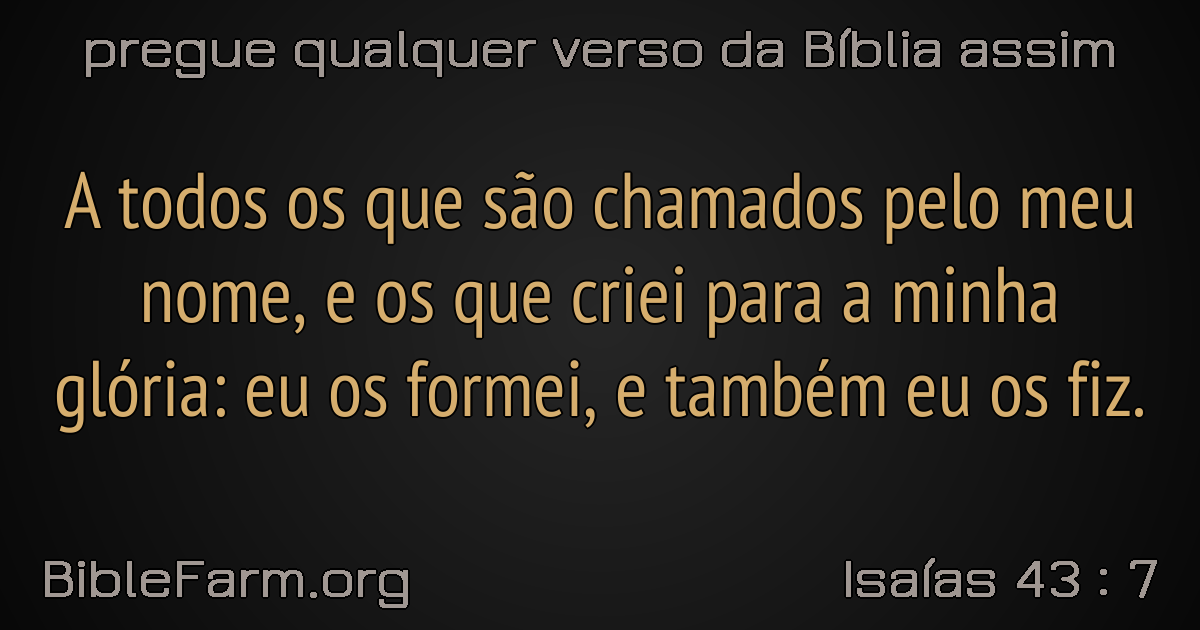 pregue qualquer verso da Bíblia assim
A todos os que são chamados pelo meu
nome, e os que criei para a minha
glória: eu os formei, e também eu os fiz.
BibleFarm.org
Isaías 43 : 7